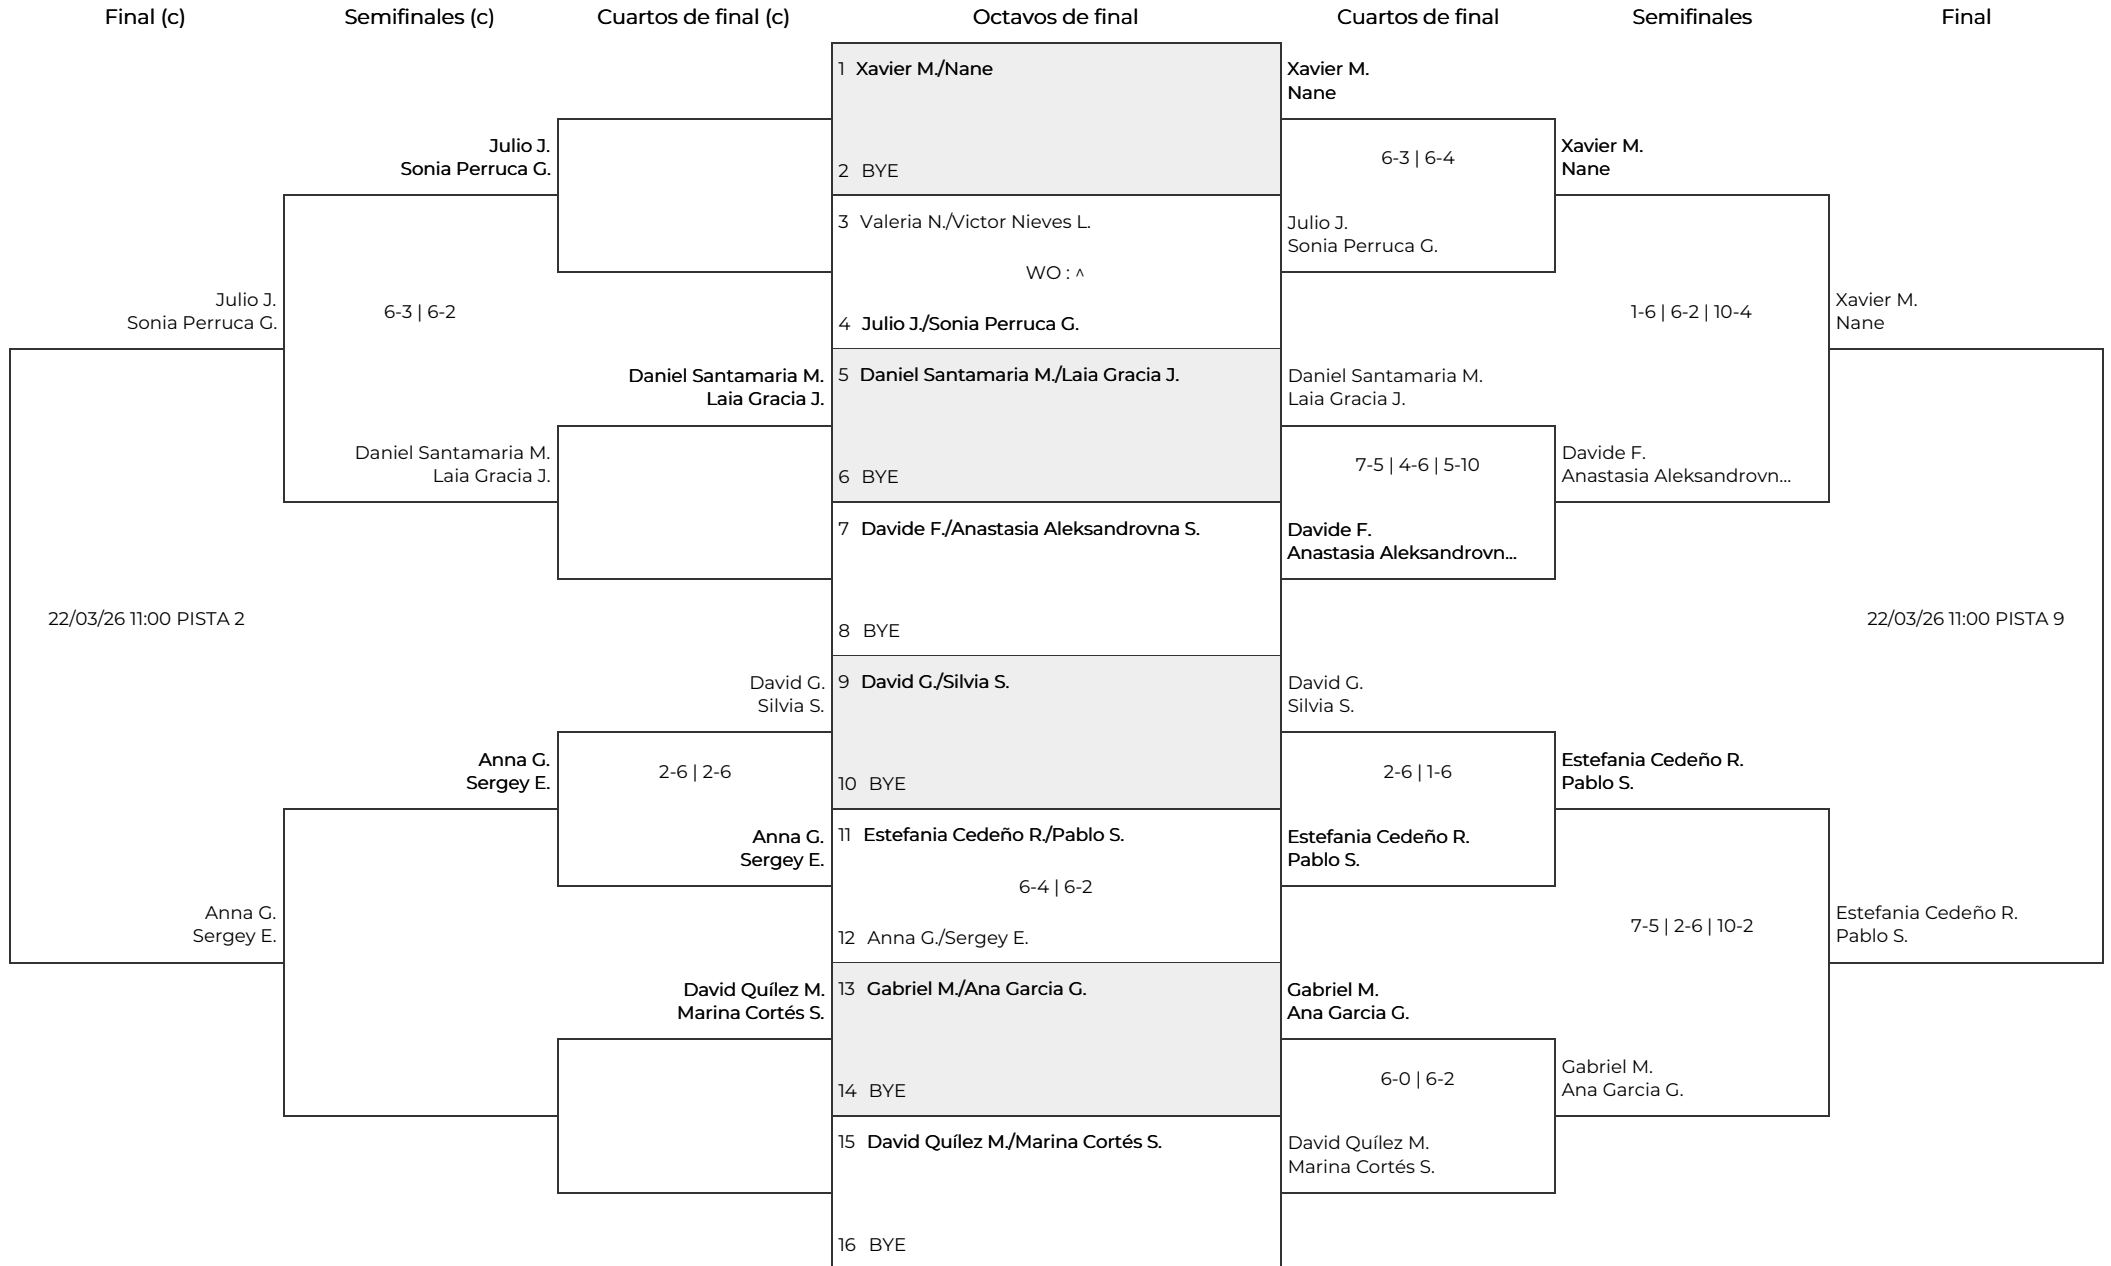 Final (c)
Semifinales (c)
Cuartos de final (c)
Octavos de final
Cuartos de final
Semifinales
Final
Julio J.
Sonia Perruca G.
22/03/26 11:00 PISTA 2
Anna G.
Sergey E.
Julio J.
Sonia Perruca G.
6-3 | 6-2
Daniel Santamaria M.
Laia Gracia J.
Anna G.
Sergey E.
Daniel Santamaria M.
Laia Gracia J.
David G.
Silvia S.
2-6 | 2-6
Anna G.
Sergey E.
David Quílez M.
Marina Cortés S.
1 Xavier M./Nane
2 BYE
3 Valeria N./Victor Nieves L.
WO : ^
4 Julio J./Sonia Perruca G.
5 Daniel Santamaria M./Laia Gracia J.
6 BYE
7 Davide F./Anastasia Aleksandrovna S.
8 BYE
9 David G./Silvia S.
10 BYE
11 Estefania Cedeño R./Pablo S.
6-4 | 6-2
12 Anna G./Sergey E.
13 Gabriel M./Ana Garcia G.
14 BYE
15 David Quílez M./Marina Cortés S.
16 BYE
Xavier M.
Nane
6-3 | 6-4
Julio J.
Sonia Perruca G.
Daniel Santamaria M.
Laia Gracia J.
7-5 | 4-6 | 5-10
Davide F.
Anastasia Aleksandrovn...
David G.
Silvia S.
2-6 | 1-6
Estefania Cedeño R.
Pablo S.
Gabriel M.
Ana Garcia G.
6-0 | 6-2
David Quílez M.
Marina Cortés S.
Xavier M.
Nane
1-6 | 6-2 | 10-4
Davide F.
Anastasia Aleksandrovn...
Estefania Cedeño R.
Pablo S.
7-5 | 2-6 | 10-2
Gabriel M.
Ana Garcia G.
Xavier M.
Nane
22/03/26 11:00 PISTA 9
Estefania Cedeño R.
Pablo S.